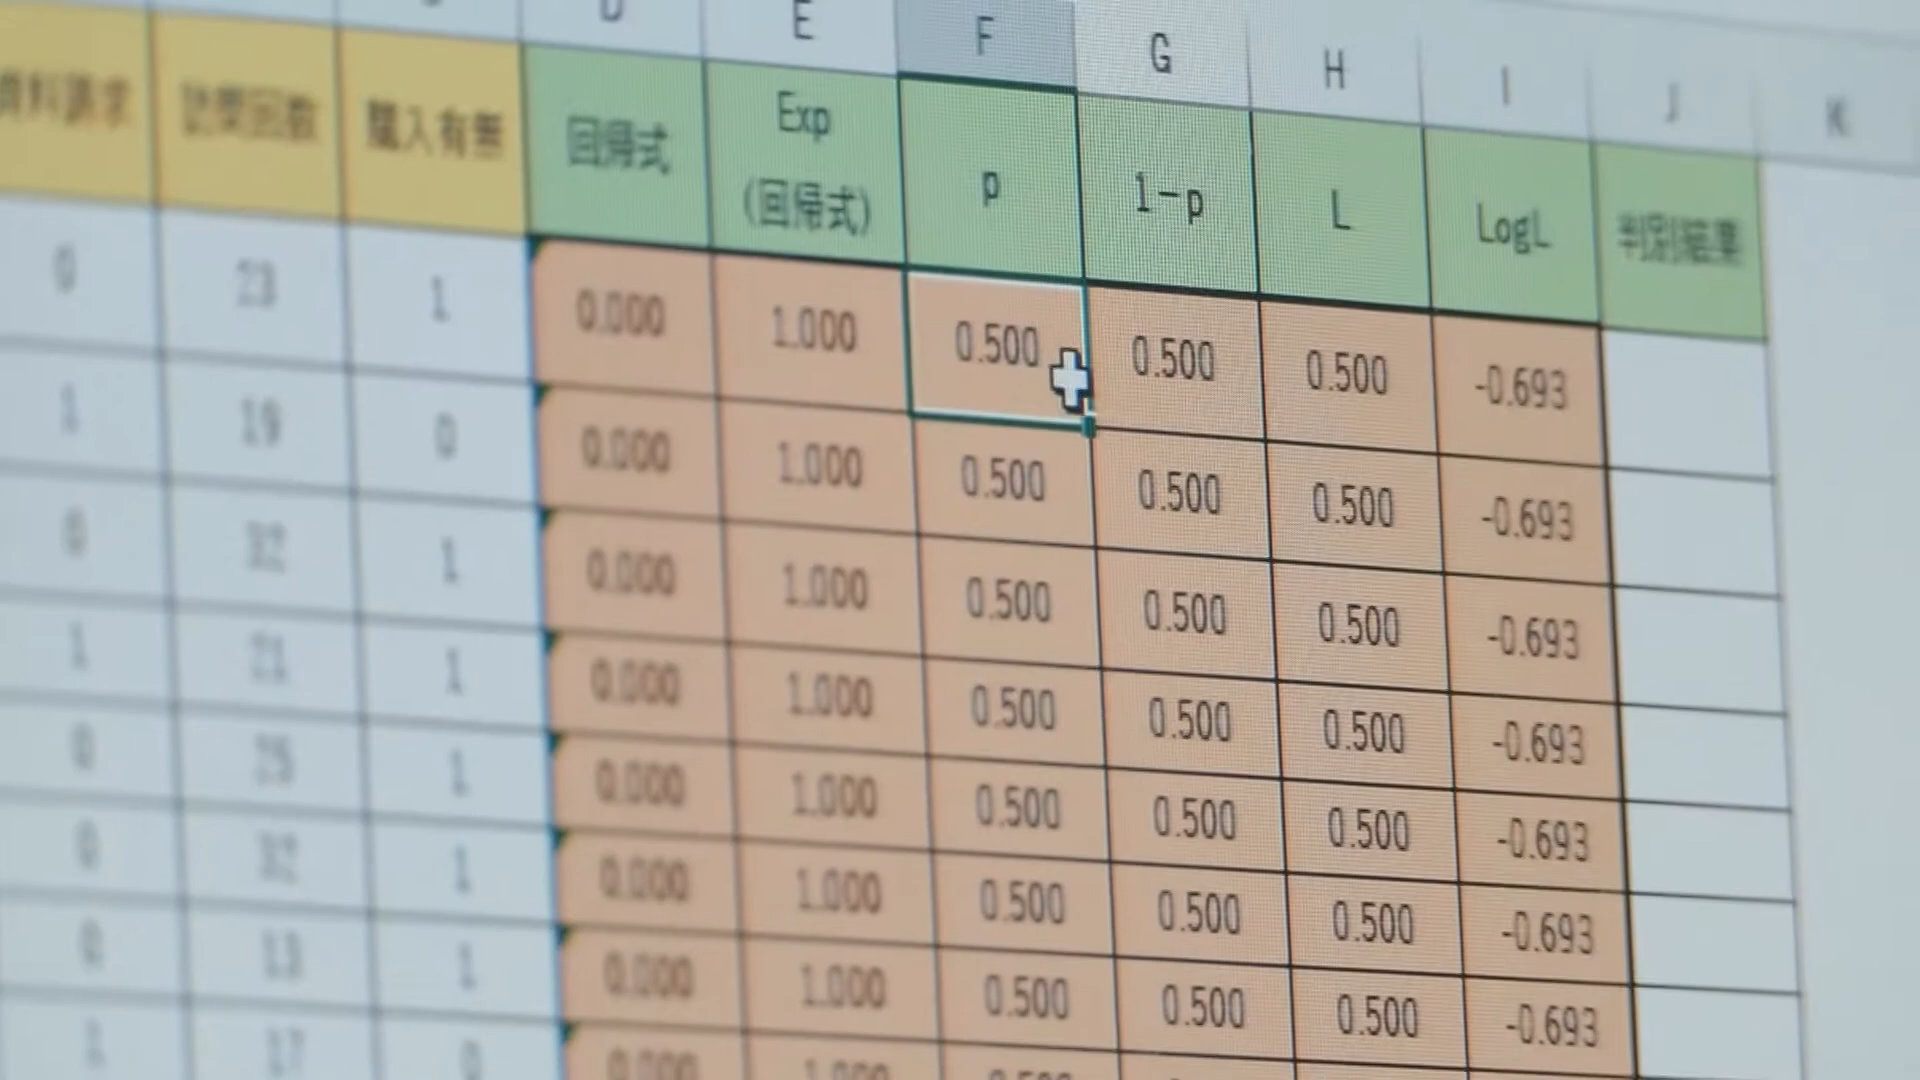 D E F G H I J K
資料請求 訪問回数 購入有無 回帰式 Exp
(回帰式) p 1-p L LogL 判別結果
0 23 1 0.000 1.000 0.500 0.500 0.500 -0.693
1 19 0 0.000 1.000 0.500 0.500 0.500 -0.693
0 32 1 0.000 1.000 0.500 0.500 0.500 -0.693
1 21 1 0.000 1.000 0.500 0.500 0.500 -0.693
0 25 1 0.000 1.000 0.500 0.500 0.500 -0.693
0 32 1 0.000 1.000 0.500 0.500 0.500 -0.693
0 13 1 0.000 1.000 0.500 0.500 0.500 -0.693
1 17 0 0.000 1.000 0.500